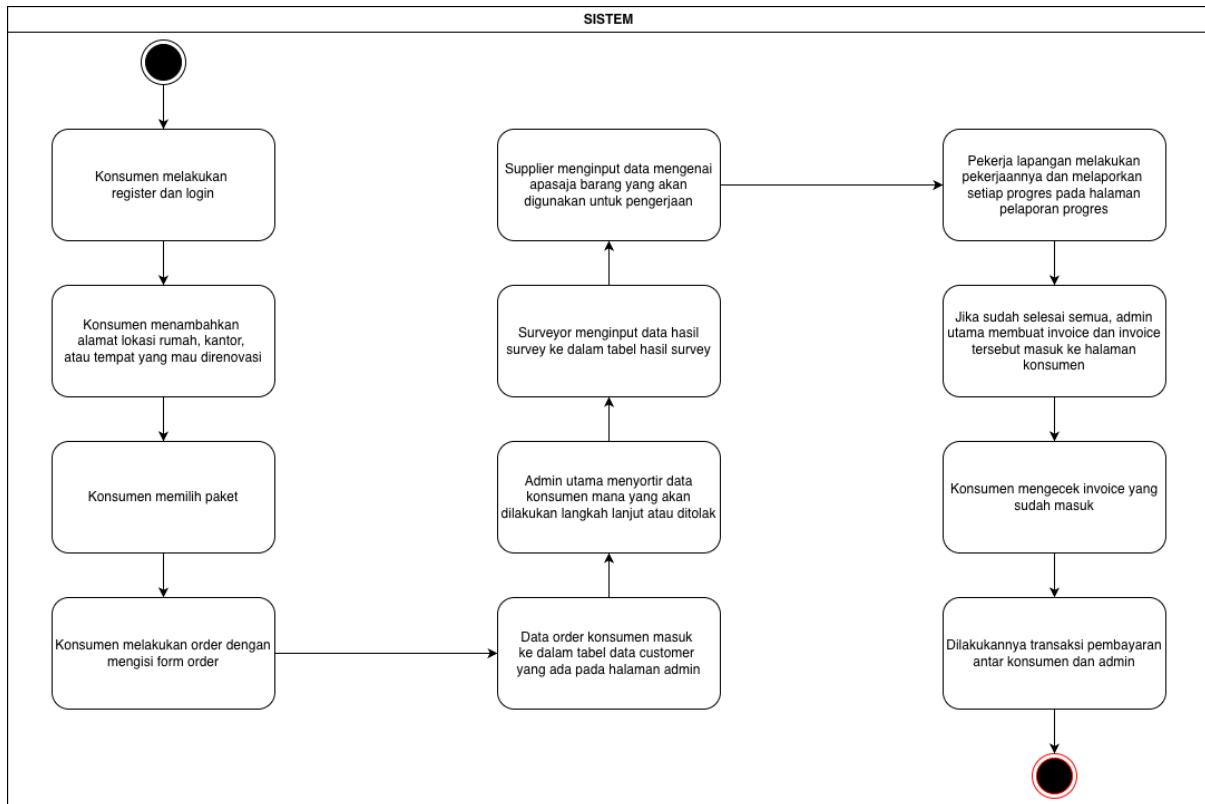 SISTEM
Konsumen melakukan
register dan login
Konsumen menambahkan
alamat lokasi rumah, kantor,
atau tempat yang mau direnovasi
Konsumen memilih paket
Konsumen melakukan order dengan
mengisi form order
Data order konsumen masuk
ke dalam tabel data customer
yang ada pada halaman admin
Admin utama menyortir data
konsumen mana yang akan
dilakukan langkah lanjut atau ditolak
Surveyor menginput data hasil
survey ke dalam tabel hasil survey
Supplier menginput data mengenai
apasaja barang yang akan
digunakan untuk pengerjaan
Pekerja lapangan melakukan
pekerjaannya dan melaporkan
setiap progres pada halaman
pelaporan progres
Jika sudah selesai semua, admin
utama membuat invoice dan invoice
tersebut masuk ke halaman
konsumen
Konsumen mengecek invoice yang
sudah masuk
Dilakukannya transaksi pembayaran
antar konsumen dan admin